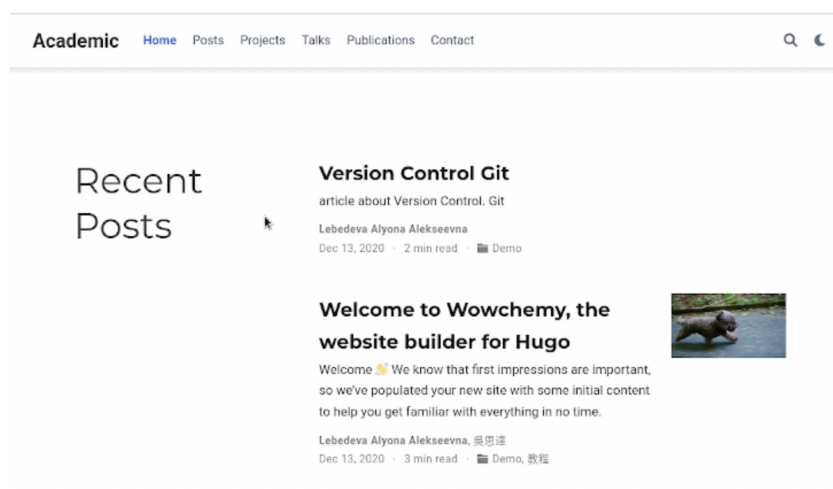 Academic Home Posts Projects Talks Publications Contact
Recent
Posts
Version Control Git
article about Version Control. Git
Lebedeva Alyona Alekseevna
Dec 13, 2020 · 2 min read · Demo
Welcome to Wowchemy, the
website builder for Hugo
Welcome 👋 We know that first impressions are important,
so we've populated your new site with some initial content
to help you get familiar with everything in no time.
Lebedeva Alyona Alekseevna, 吳恩達
Dec 13, 2020 · 3 min read · Demo, 教程